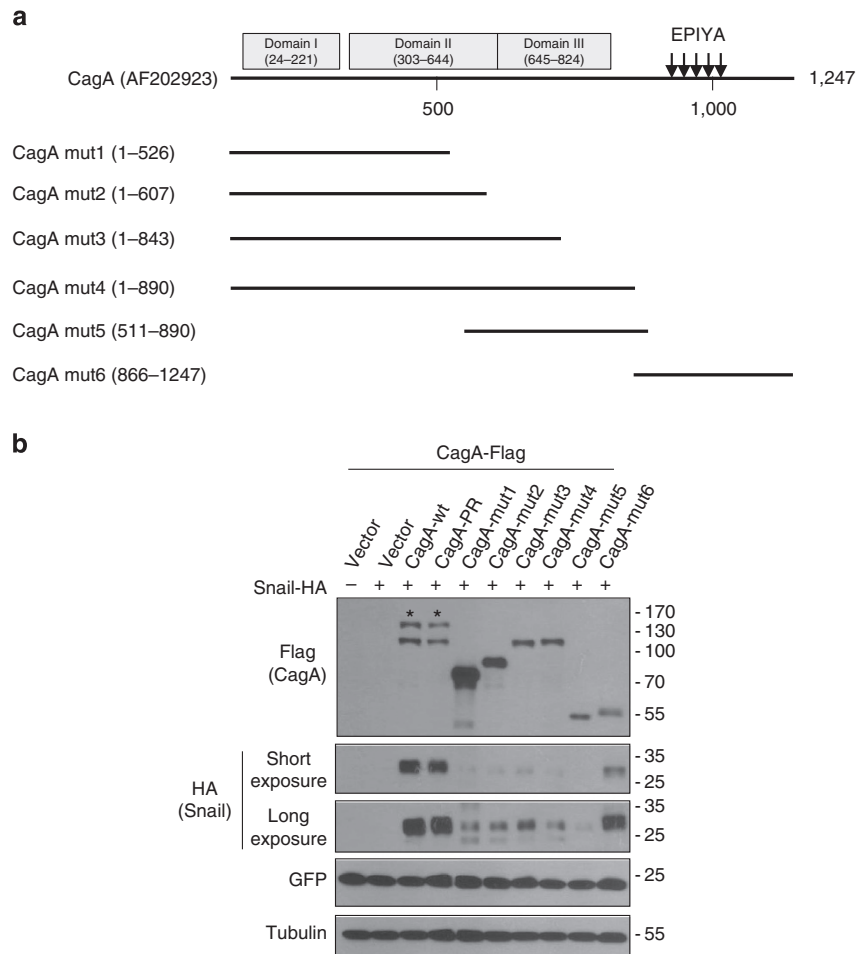 a
Domain I
(24–221)
Domain II
(303–644)
Domain III
(645–824)
EPIYA
CagA (AF202923)
1,247
500
1,000
CagA mut1 (1–526)
CagA mut2 (1–607)
CagA mut3 (1–843)
CagA mut4 (1–890)
CagA mut5 (511–890)
CagA mut6 (866–1247)
b
CagA-Flag
Vector
Vector
CagA-wt
CagA-PR
CagA-mut1
CagA-mut2
CagA-mut3
CagA-mut4
CagA-mut5
CagA-mut6
Snail-HA – + + + + + + + + +
* *
Flag
(CagA)
- 170
- 130
- 100
- 70
- 55
HA
(Snail)
Short
exposure
- 35
- 25
Long
exposure
- 35
- 25
GFP
- 25
Tubulin
- 55